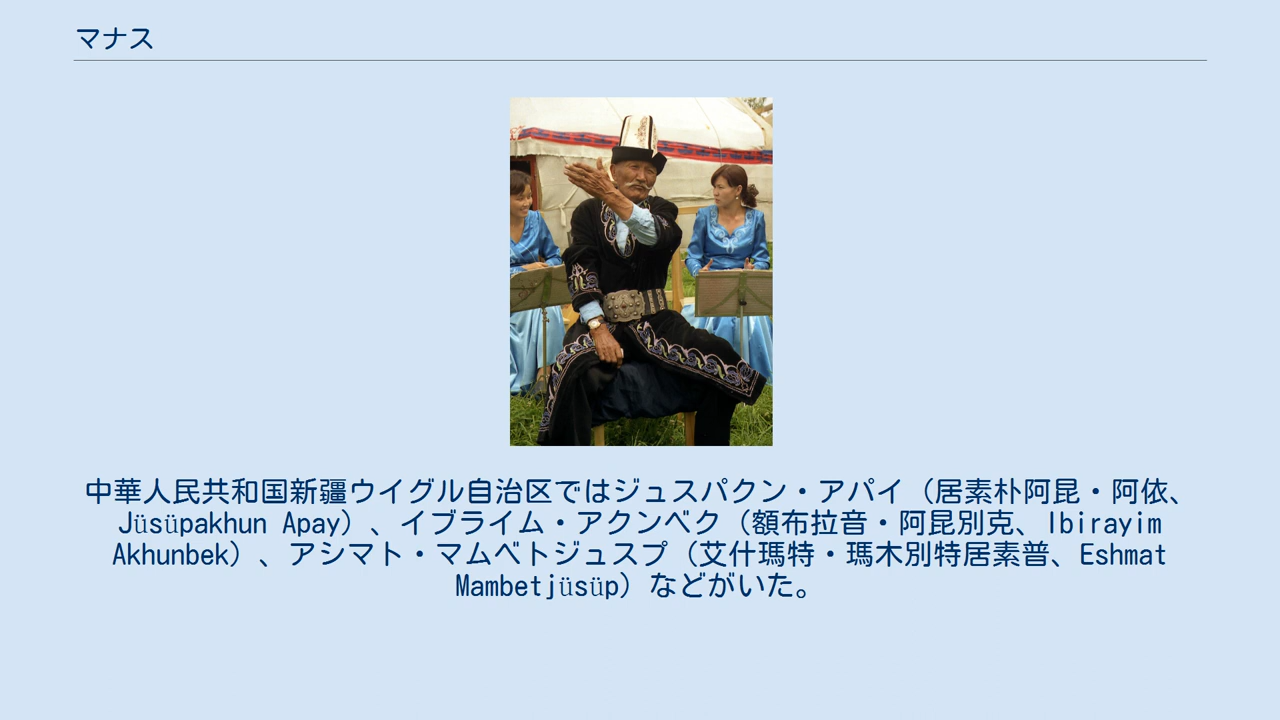 マナス
中華人民共和国新疆ウイグル自治区ではジュスパクン・アパイ（居素朴阿昆・阿依、
Jüsüpakhun Apay）、イブライム・アクンベク（額布拉音・阿昆別克、Ibirayim
Akhunbek）、アシマト・マムベトジュスプ（艾什瑪特・瑪木別特居素普、Eshmat
Mambetjüsüp）などがいた。